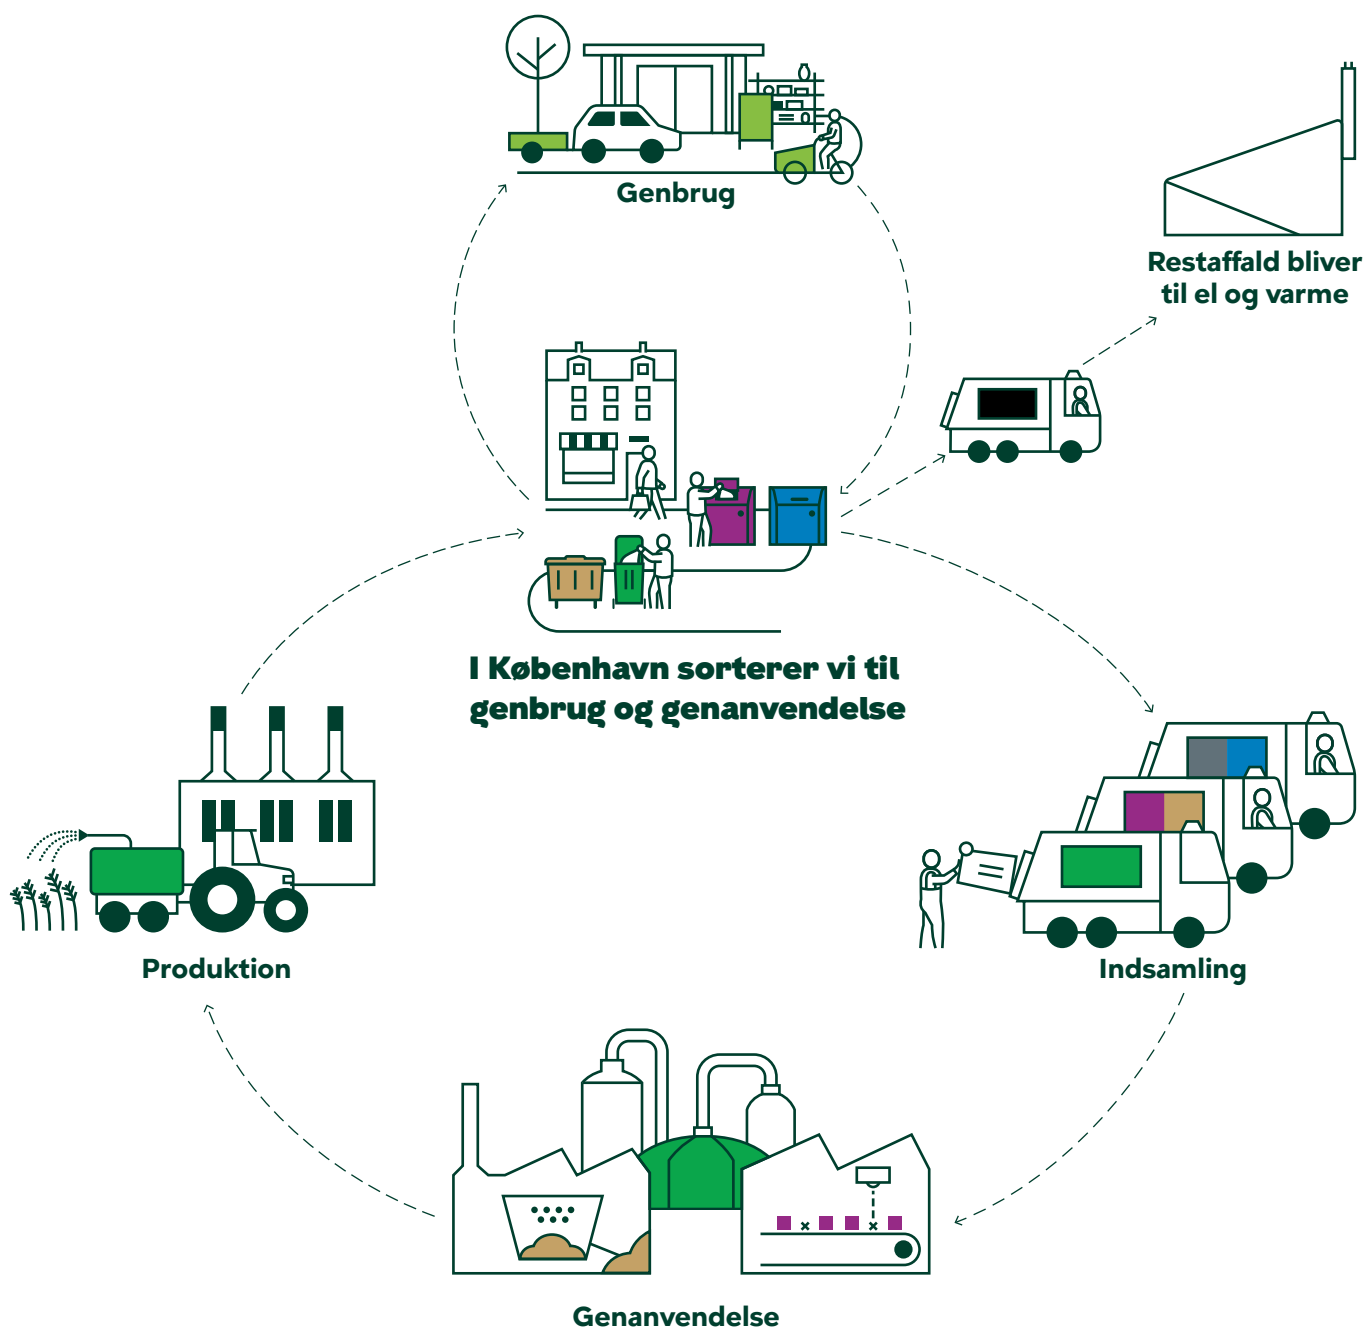 Genbrug
Restaffald bliver
til el og varme
I København sorterer vi til
genbrug og genanvendelse
Produktion
Indsamling
Genanvendelse